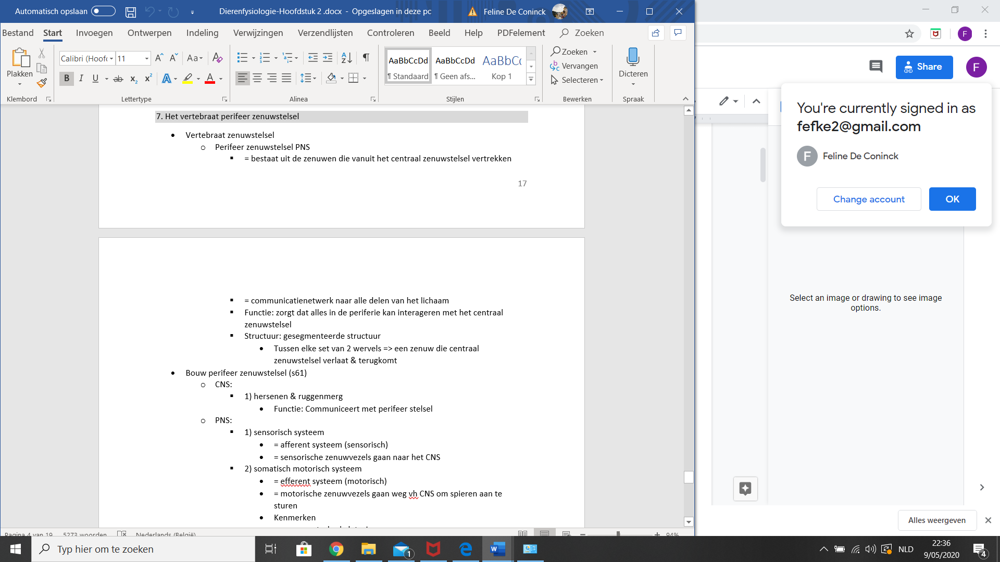 Automatisch opslaan
Dierenfysiologie-Hoofdstuk 2 .docx - Opgeslagen in deze pc
Feline De Coninck
Bestand Start Invoegen Ontwerpen Indeling Verwijzingen Verzendlijsten Controleren Beeld Help PDFelement Zoeken
Plakken
Klembord
Calibri (Hoofd 11
Lettertype
Alinea
AaBbCcDd AaBbCcDd AaBbCc
¶ Standaard ¶ Geen afs... Kop 1
Stijlen
Zoeken
Vervangen
Selecteren
Bewerken
Dicteren
Spraak
7. Het vertebraat perifeer zenuwstelsel
• Vertebraat zenuwstelsel
o Perifeer zenuwstelsel PNS
▪ = bestaat uit de zenuwen die vanuit het centraal zenuwstelsel vertrekken
17
▪ = communicatienetwerk naar alle delen van het lichaam
▪ Functie: zorgt dat alles in de periferie kan interageren met het centraal
zenuwstelsel
▪ Structuur: gesegmenteerde structuur
• Tussen elke set van 2 wervels => een zenuw die centraal
zenuwstelsel verlaat & terugkomt
• Bouw perifeer zenuwstelsel (s61)
o CNS:
▪ 1) hersenen & ruggenmerg
• Functie: Communiceert met perifeer stelsel
o PNS:
▪ 1) sensorisch systeem
• = afferent systeem (sensorisch)
• = sensorische zenuwvezels gaan naar het CNS
▪ 2) somatisch motorisch systeem
• = efferent systeem (motorisch)
• = motorische zenuwvezels gaan weg vh CNS om spieren aan te
sturen
• Kenmerken
Pagina 4 van 19 5273 woorden Nederlands (België) 94%
F
Share F
You're currently signed in as
fefke2@gmail.com
F Feline De Coninck
Change account OK
Select an image or drawing to see image
options.
Alles weergeven
Typ hier om te zoeken
1
NLD
22:36
9/05/2020
4